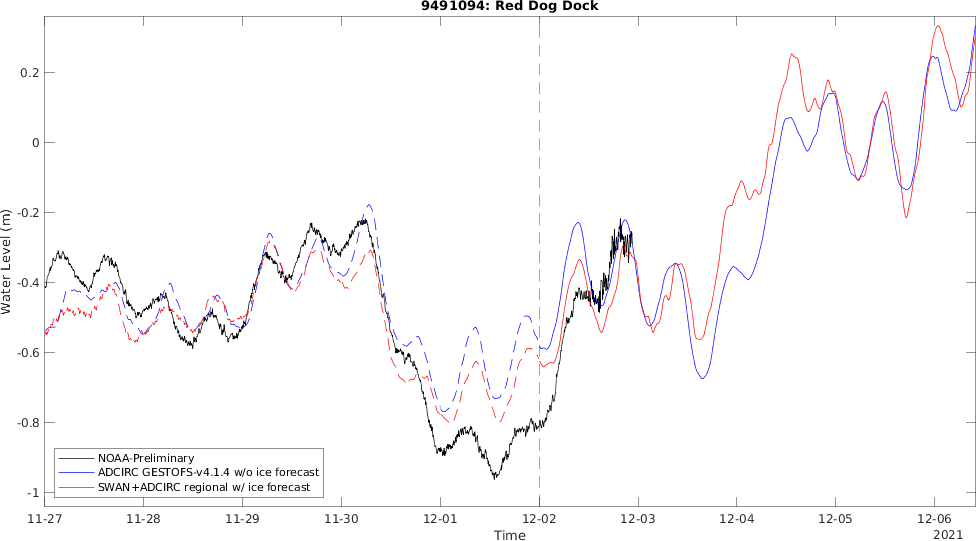 9491094: Red Dog Dock
Water Level (m)
0.2
0
-0.2
-0.4
-0.6
-0.8
-1
NOAA-Preliminary
ADCIRC GESTOFS-v4.1.4 w/o ice forecast
SWAN+ADCIRC regional w/ ice forecast
11-27 11-28 11-29 11-30 12-01 12-02 12-03 12-04 12-05 12-06
Time
2021